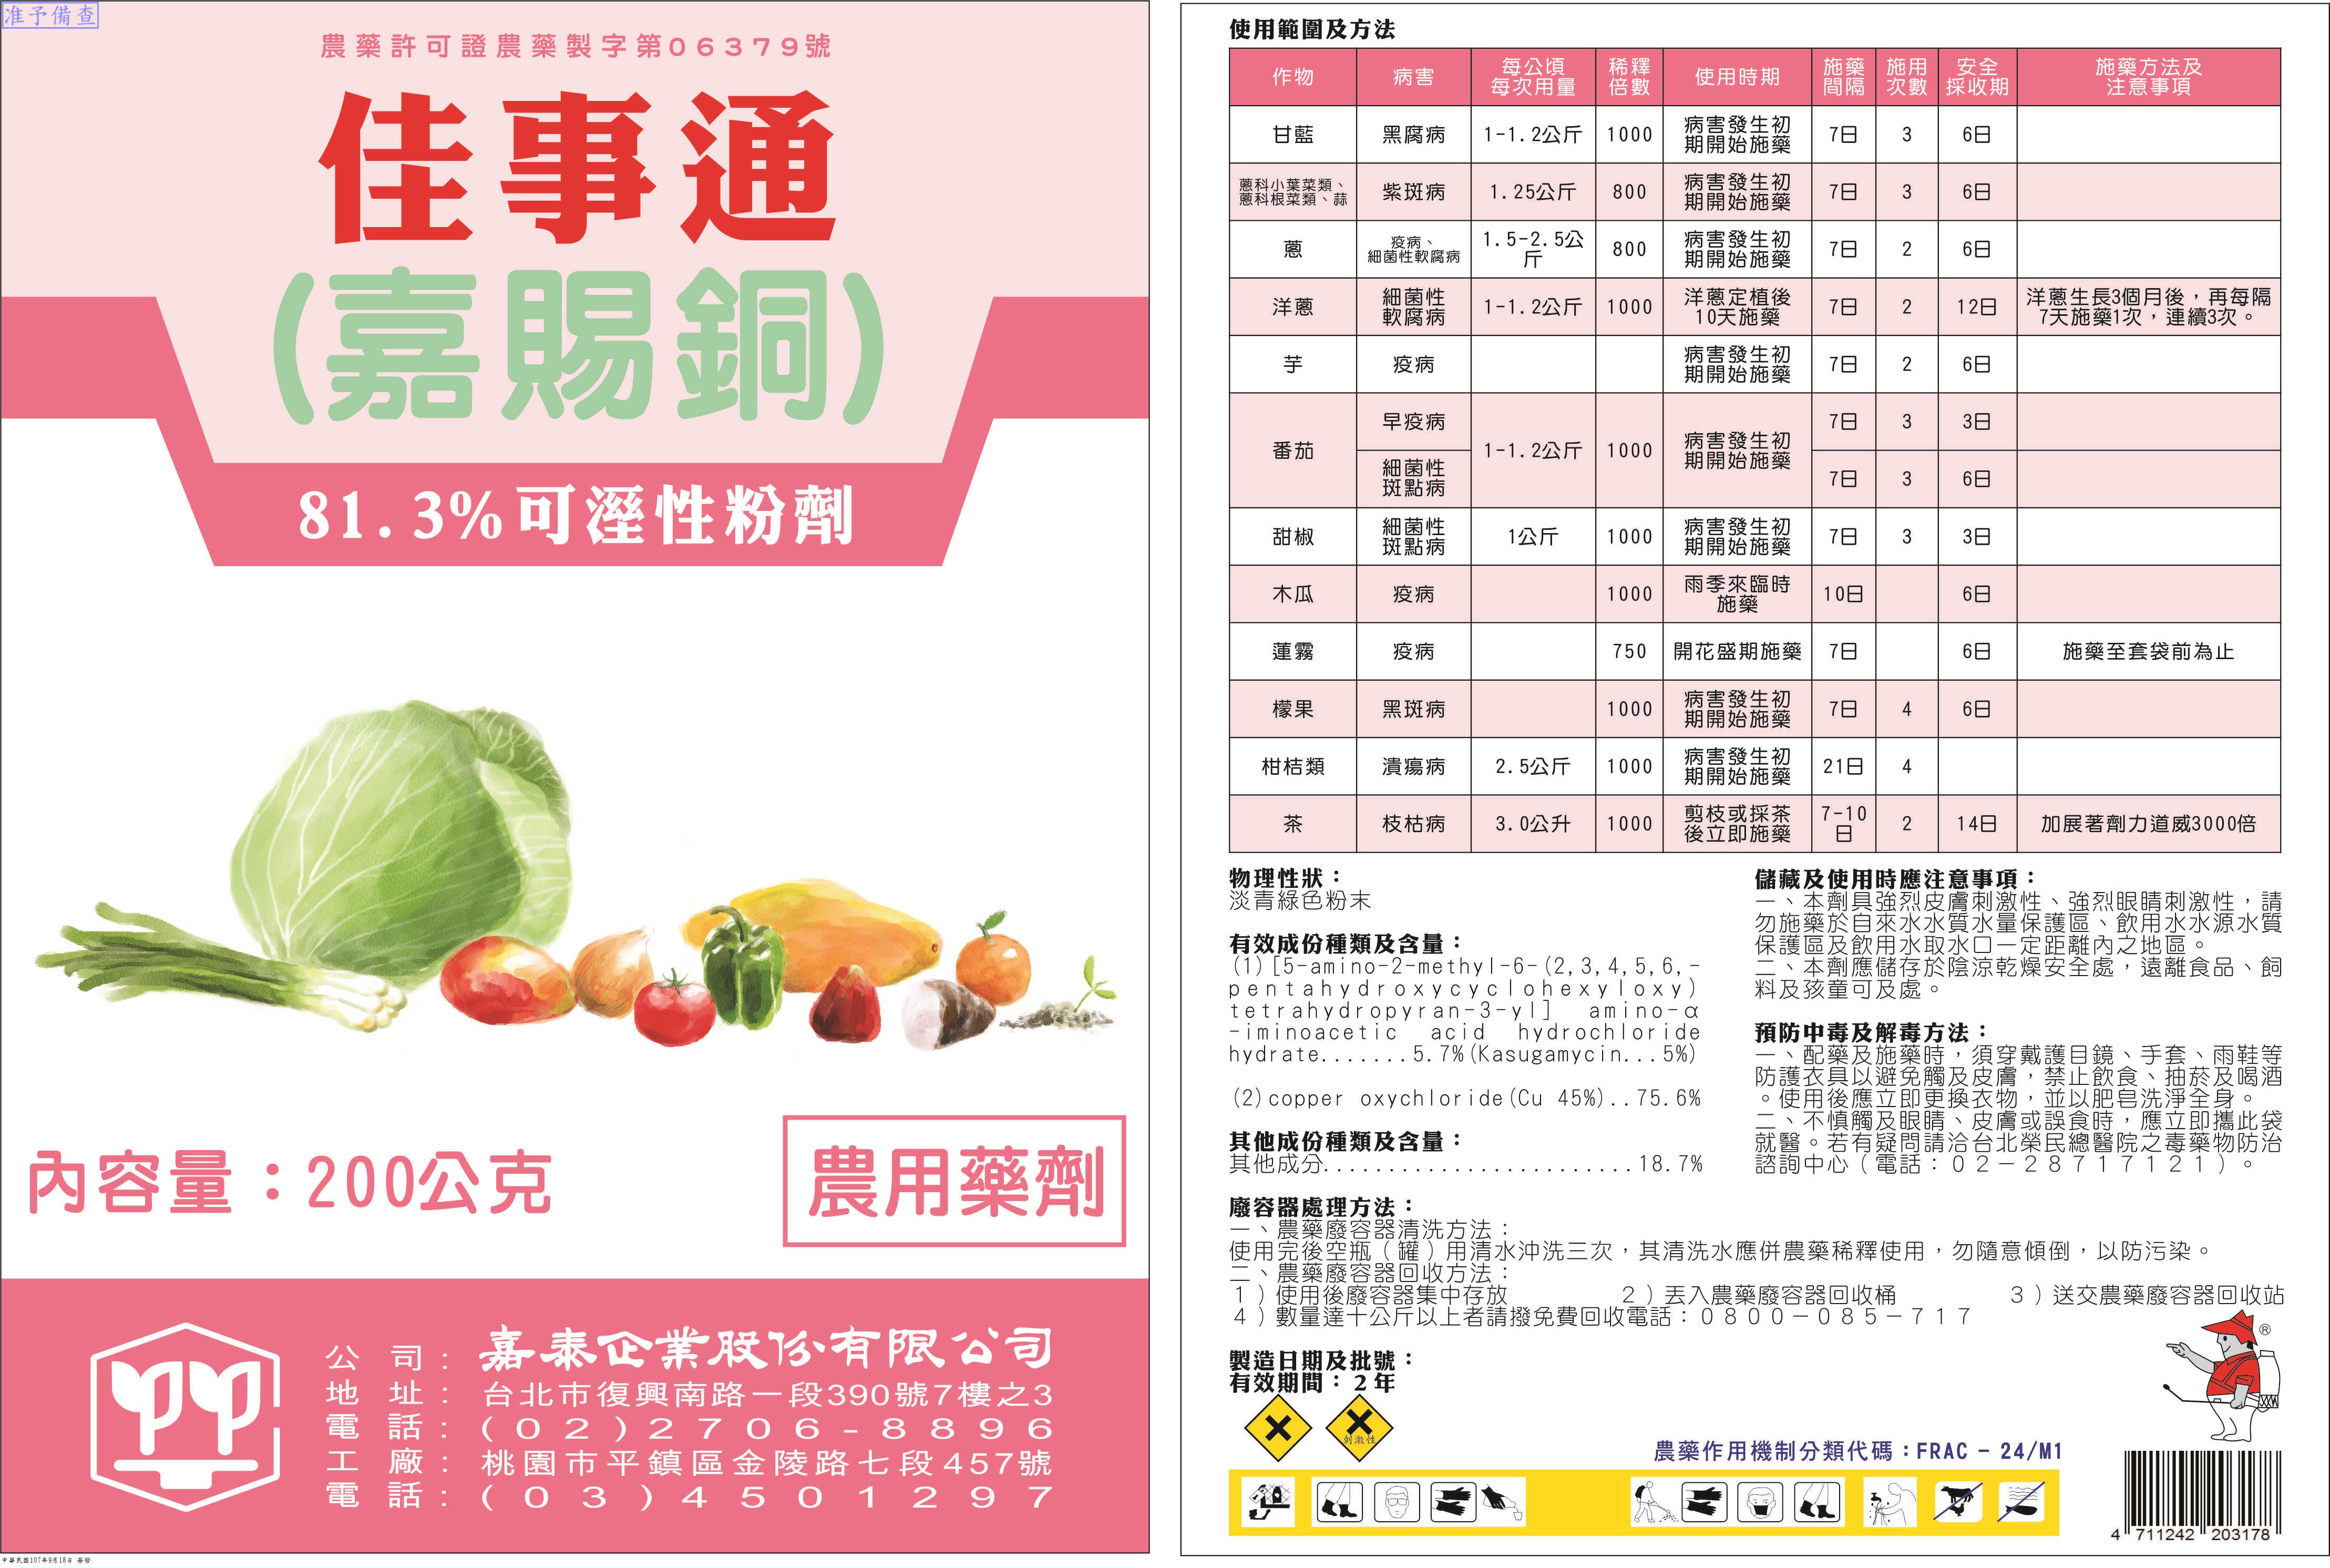 准予備查
農藥許可證農藥製字第06379號
佳事通
(嘉賜銅)
81.3%可溼性粉劑
內容量：200公克
農用藥劑
公司：嘉泰企業股份有限公司
地址：台北市復興南路一段390號7樓之3
電話：(02)2706-8896
工廠：桃園市平鎮區金陵路七段457號
電話：(03)4501297
中華民國107年9月18日 簽發
使用範圍及方法
作物 病害 每公頃每次用量 稀釋倍數 使用時期 施藥間隔 施用次數 安全採收期 施藥方法及注意事項
甘藍 黑腐病 1-1.2公斤 1000 病害發生初期開始施藥 7日 3 6日
蔥科小葉菜類、蔥科根菜類、蒜 紫斑病 1.25公斤 800 病害發生初期開始施藥 7日 3 6日
蔥 疫病、細菌性軟腐病 1.5-2.5公斤 800 病害發生初期開始施藥 7日 2 6日
洋蔥 細菌性軟腐病 1-1.2公斤 1000 洋蔥定植後10天施藥 7日 2 12日 洋蔥生長3個月後，再每隔7天施藥1次，連續3次。
芋 疫病 病害發生初期開始施藥 7日 2 6日
番茄 早疫病 1-1.2公斤 1000 病害發生初期開始施藥 7日 3 3日
細菌性斑點病 7日 3 6日
甜椒 細菌性斑點病 1公斤 1000 病害發生初期開始施藥 7日 3 3日
木瓜 疫病 1000 雨季來臨時施藥 10日 6日
蓮霧 疫病 750 開花盛期施藥 7日 6日 施藥至套袋前為止
檬果 黑斑病 1000 病害發生初期開始施藥 7日 4 6日
柑桔類 潰瘍病 2.5公斤 1000 病害發生初期開始施藥 21日 4
茶 枝枯病 3.0公升 1000 剪枝或採茶後立即施藥 7-10日 2 14日 加展著劑力道威3000倍
物理性狀：
淡青綠色粉末
有效成份種類及含量：
(1)[5-amino-2-methyl-6-(2,3,4,5,6,-
pentahydroxycyclohexyloxy)
tetrahydropyran-3-yl] amino-α
-iminoacetic acid hydrochloride
hydrate.......5.7%(Kasugamycin...5%)
(2)copper oxychloride(Cu 45%)..75.6%
其他成份種類及含量：
其他成分........................18.7%
儲藏及使用時應注意事項：
一、本劑具強烈皮膚刺激性、強烈眼睛刺激性，請
勿施藥於自來水水質水量保護區、飲用水水源水質
保護區及飲用水取水口一定距離內之地區。
二、本劑應儲存於陰涼乾燥安全處，遠離食品、飼
料及孩童可及處。
預防中毒及解毒方法：
一、配藥及施藥時，須穿戴護目鏡、手套、雨鞋等
防護衣具以避免觸及皮膚，禁止飲食、抽菸及喝酒
。使用後應立即更換衣物，並以肥皂洗淨全身。
二、不慎觸及眼睛、皮膚或誤食時，應立即攜此袋
就醫。若有疑問請洽台北榮民總醫院之毒藥物防治
諮詢中心（電話：０２－２８７１７１２１）。
廢容器處理方法：
一、農藥廢容器清洗方法：
使用完後空瓶（罐）用清水沖洗三次，其清洗水應併農藥稀釋使用，勿隨意傾倒，以防污染。
二、農藥廢容器回收方法：
１）使用後廢容器集中存放 ２）丟入農藥廢容器回收桶 ３）送交農藥廢容器回收站
４）數量達十公斤以上者請撥免費回收電話：０８００－０８５－７１７
製造日期及批號：
有效期間：２年
刺激性
®
農藥作用機制分類代碼：FRAC - 24/M1
4 711242 203178